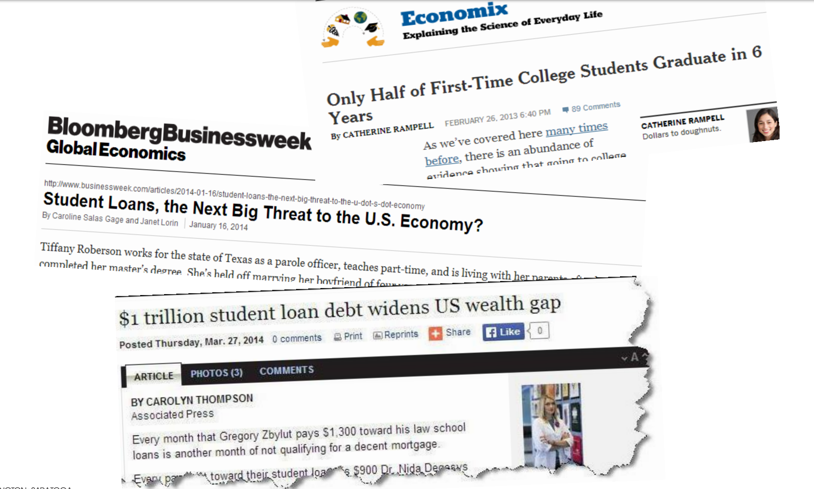 Economix
Explaining the Science of Everyday Life
Only Half of First-Time College Students Graduate in 6
Years
By CATHERINE RAMPELL FEBRUARY 26, 2013 6:40 PM 89 Comments
CATHERINE RAMPELL
Dollars to doughnuts.
As we've covered here many times
before, there is an abundance of
evidence showing that going to college
BloombergBusinessweek
GlobalEconomics
http://www.businessweek.com/articles/2014-01-16/student-loans-the-next-big-threat-to-the-u-dot-s-dot-economy
Student Loans, the Next Big Threat to the U.S. Economy?
By Caroline Salas Gage and Janet Lorin January 16, 2014
Tiffany Roberson works for the state of Texas as a parole officer, teaches part-time, and is living with her parents
completed her master's degree. She's held off marrying her boyfriend of
$1 trillion student loan debt widens US wealth gap
Posted Thursday, Mar. 27, 2014 0 comments Print Reprints Share Like 0
ARTICLE PHOTOS (3) COMMENTS
A
BY CAROLYN THOMPSON
Associated Press
Every month that Gregory Zbylut pays $1,300 toward his law school
loans is another month of not qualifying for a decent mortgage.
Every toward their student $900 Dr. Nida